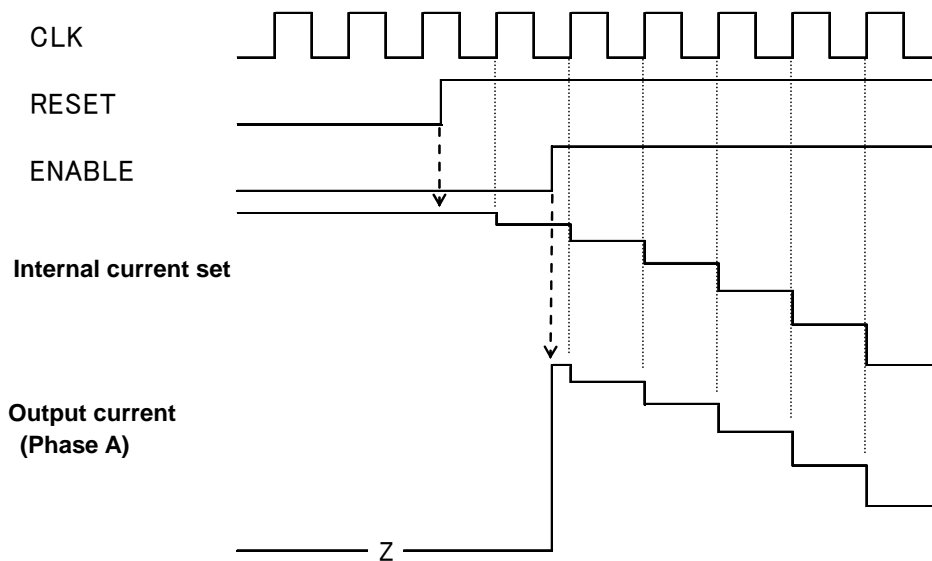 CLK
RESET
ENABLE
Internal current set
Output current
(Phase A)
Z